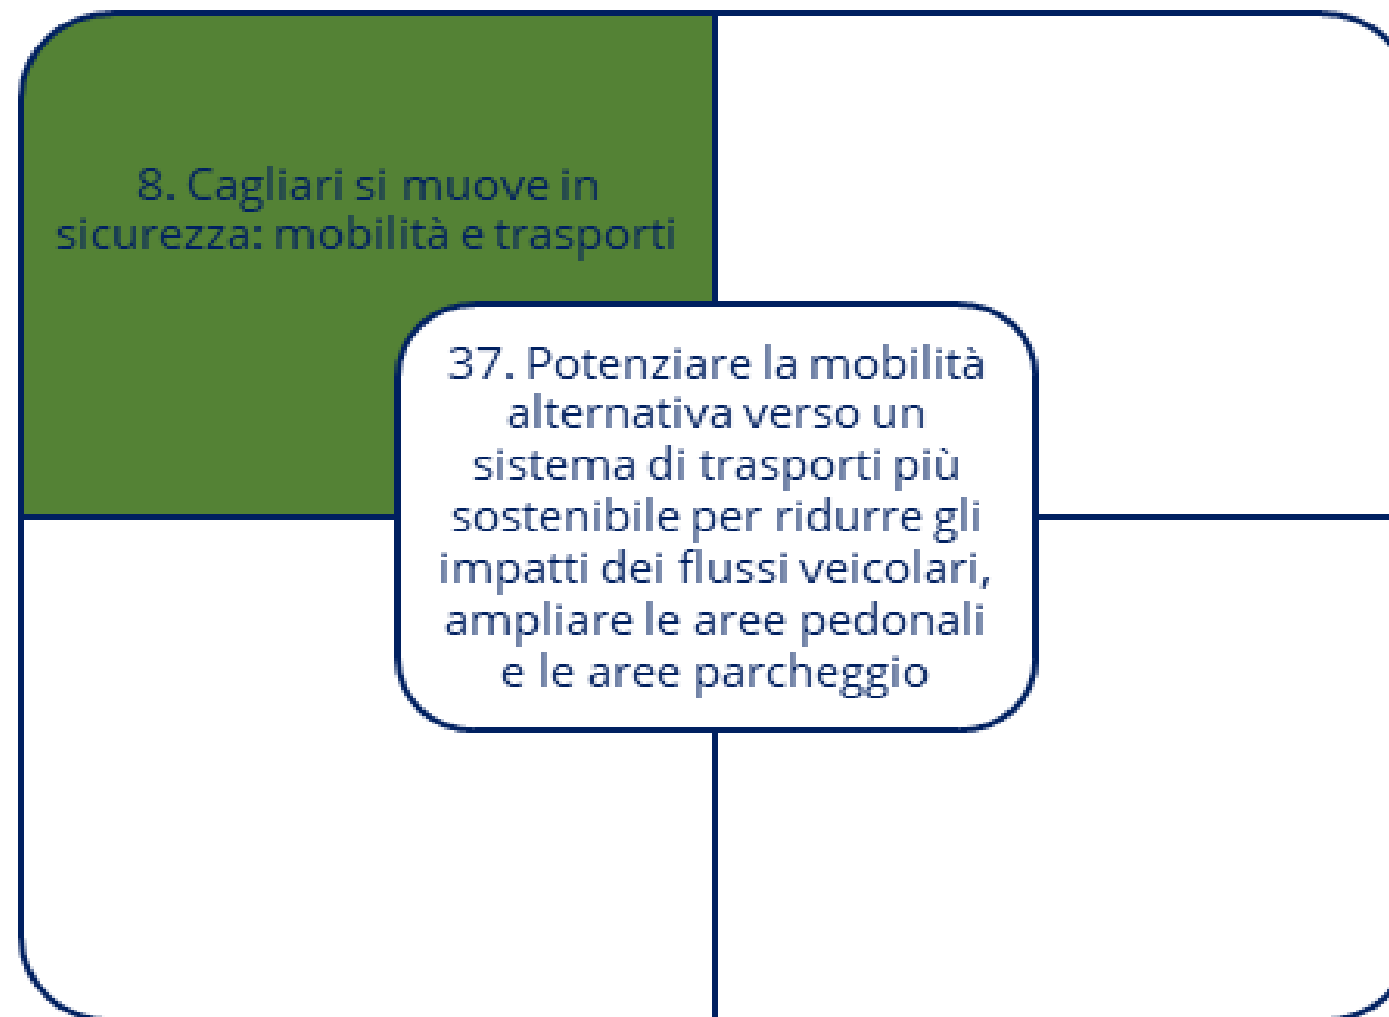 8. Cagliari si muove in
sicurezza: mobilità e trasporti
37. Potenziare la mobilità
alternativa verso un
sistema di trasporti più
sostenibile per ridurre gli
impatti dei flussi veicolari,
ampliare le aree pedonali
e le aree parcheggio